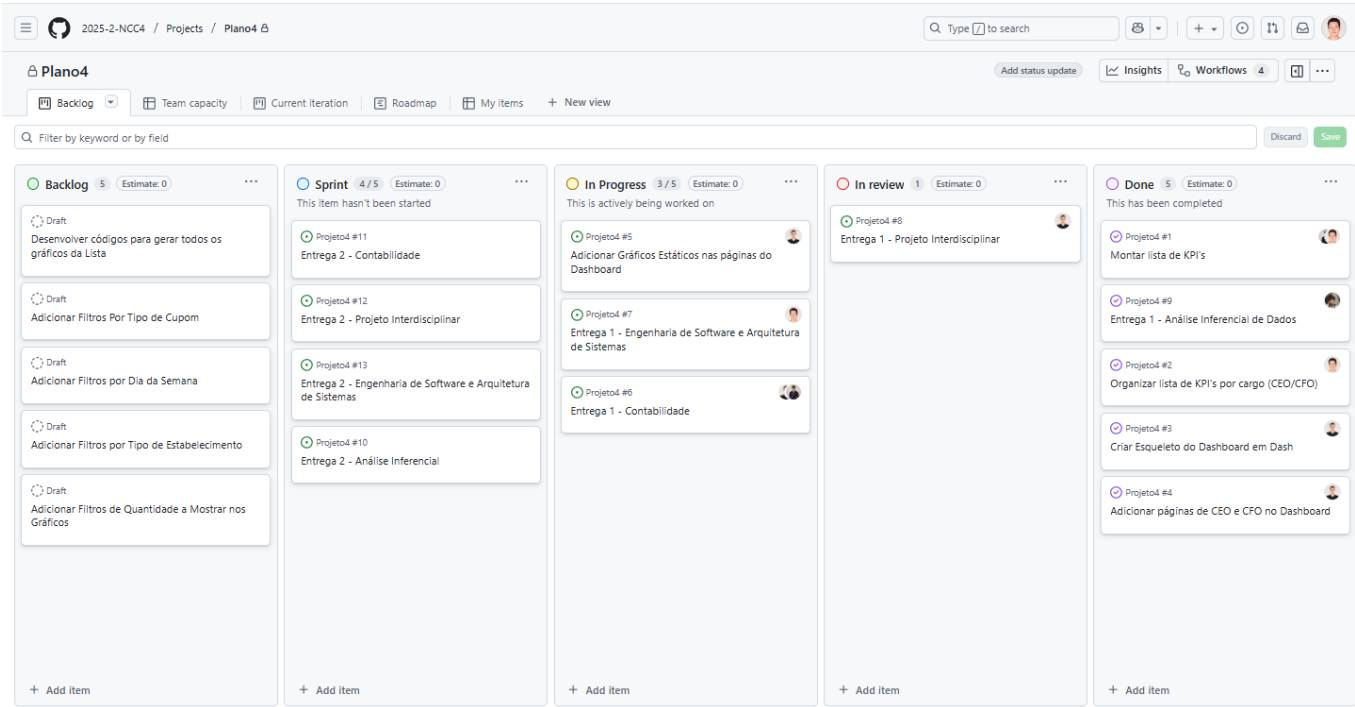 2025-2-NCC4 / Projects / Plano4
Type / to search
Plano4
Add status update
Insights
Workflows 4
Backlog
Team capacity
Current iteration
Roadmap
My items
+ New view
Filter by keyword or by field
Discard
Save
Backlog 5 Estimate: 0
Draft
Desenvolver códigos para gerar todos os
gráficos da Lista
Draft
Adicionar Filtros Por Tipo de Cupom
Draft
Adicionar Filtros por Dia da Semana
Draft
Adicionar Filtros por Tipo de Estabelecimento
Draft
Adicionar Filtros de Quantidade a Mostrar nos
Gráficos
+ Add item
Sprint 4 / 5 Estimate: 0
This item hasn't been started
Projeto4 #11
Entrega 2 - Contabilidade
Projeto4 #12
Entrega 2 - Projeto Interdisciplinar
Projeto4 #13
Entrega 2 - Engenharia de Software e Arquitetura
de Sistemas
Projeto4 #10
Entrega 2 - Análise Inferencial
+ Add item
In Progress 3 / 5 Estimate: 0
This is actively being worked on
Projeto4 #5
Adicionar Gráficos Estáticos nas páginas do
Dashboard
Projeto4 #7
Entrega 1 - Engenharia de Software e Arquitetura
de Sistemas
Projeto4 #6
Entrega 1 - Contabilidade
+ Add item
In review 1 Estimate: 0
Projeto4 #8
Entrega 1 - Projeto Interdisciplinar
+ Add item
Done 5 Estimate: 0
This has been completed
Projeto4 #1
Montar lista de KPI's
Projeto4 #9
Entrega 1 - Análise Inferencial de Dados
Projeto4 #2
Organizar lista de KPI's por cargo (CEO/CFO)
Projeto4 #3
Criar Esqueleto do Dashboard em Dash
Projeto4 #4
Adicionar páginas de CEO e CFO no Dashboard
+ Add item